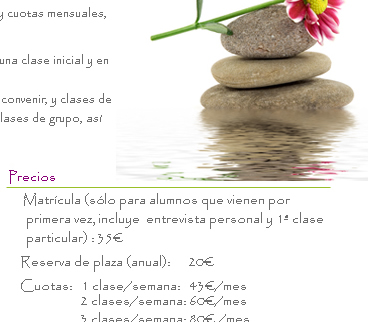 y cuotas mensuales,
una clase inicial y en
convenir, y clases de
lases de grupo, así
Precios
Matrícula (sólo para alumnos que vienen por
primera vez, incluye entrevista personal y 1ª clase
particular) : 35€
Reserva de plaza (anual): 20€
Cuotas: 1 clase/semana: 43€/mes
2 clases/semana: 60€/mes
3 clases/semana: 80€/mes